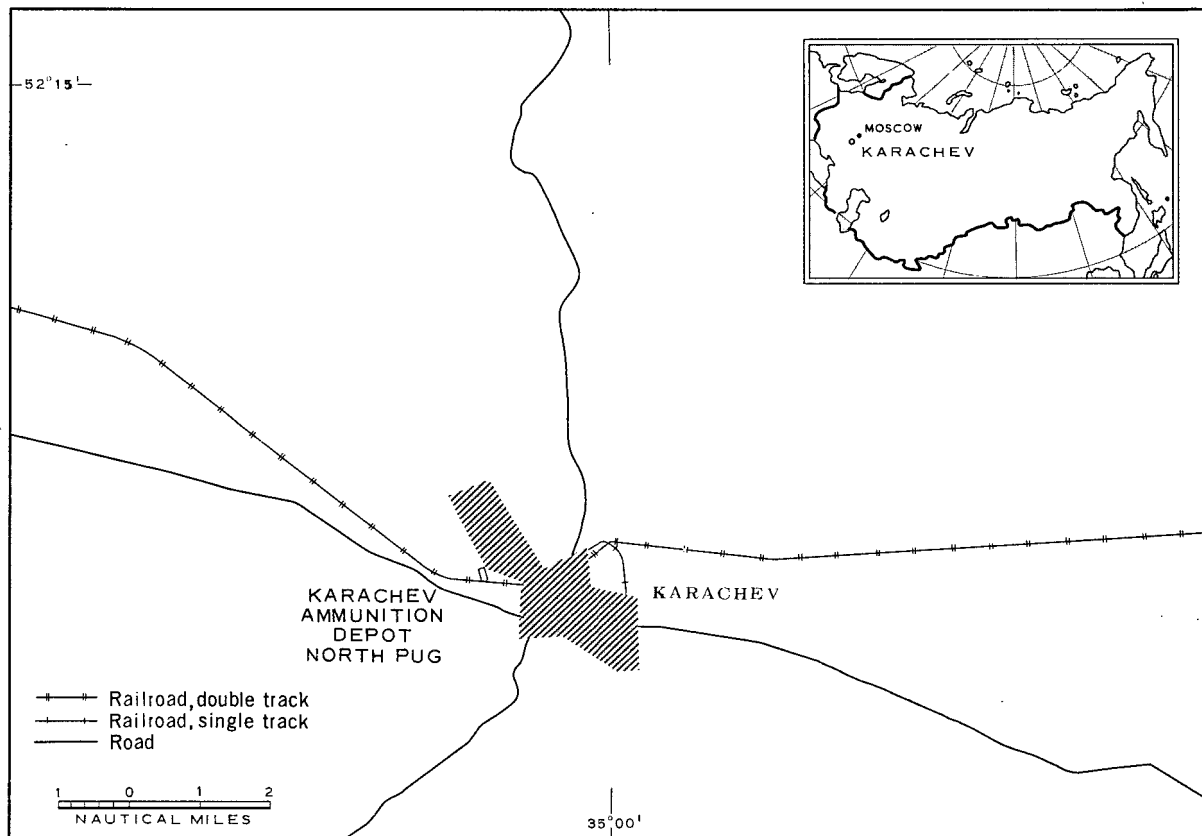 52°15'
MOSCOW
KARACHEV
KARACHEV
KARACHEV
AMMUNITION
DEPOT
NORTH PUG
Railroad, double track
Railroad, single track
Road
1 0 1 2
NAUTICAL MILES
35°00'